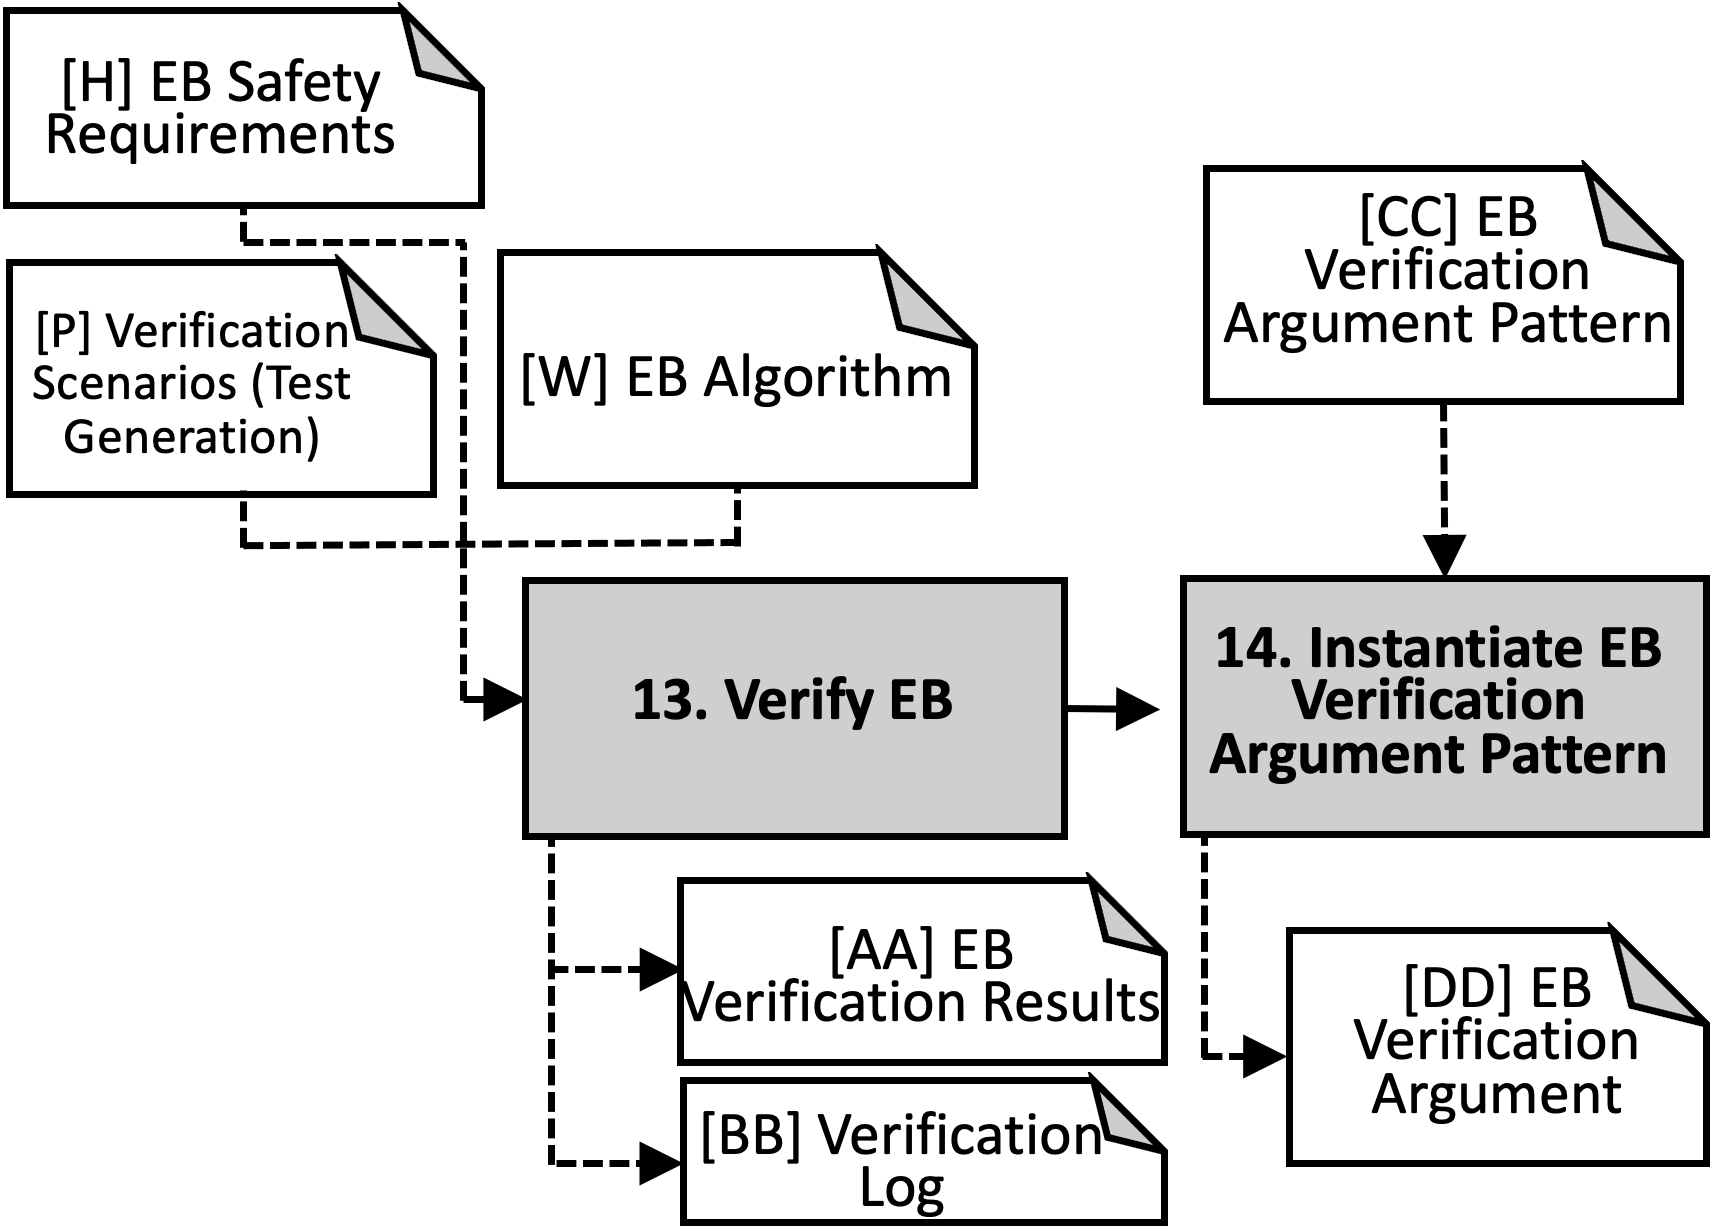 [H] EB Safety
Requirements
[P] Verification
Scenarios (Test
Generation)
[W] EB Algorithm
[CC] EB
Verification
Argument Pattern
13. Verify EB
14. Instantiate EB
Verification
Argument Pattern
[AA] EB
Verification Results
[BB] Verification
Log
[DD] EB
Verification
Argument